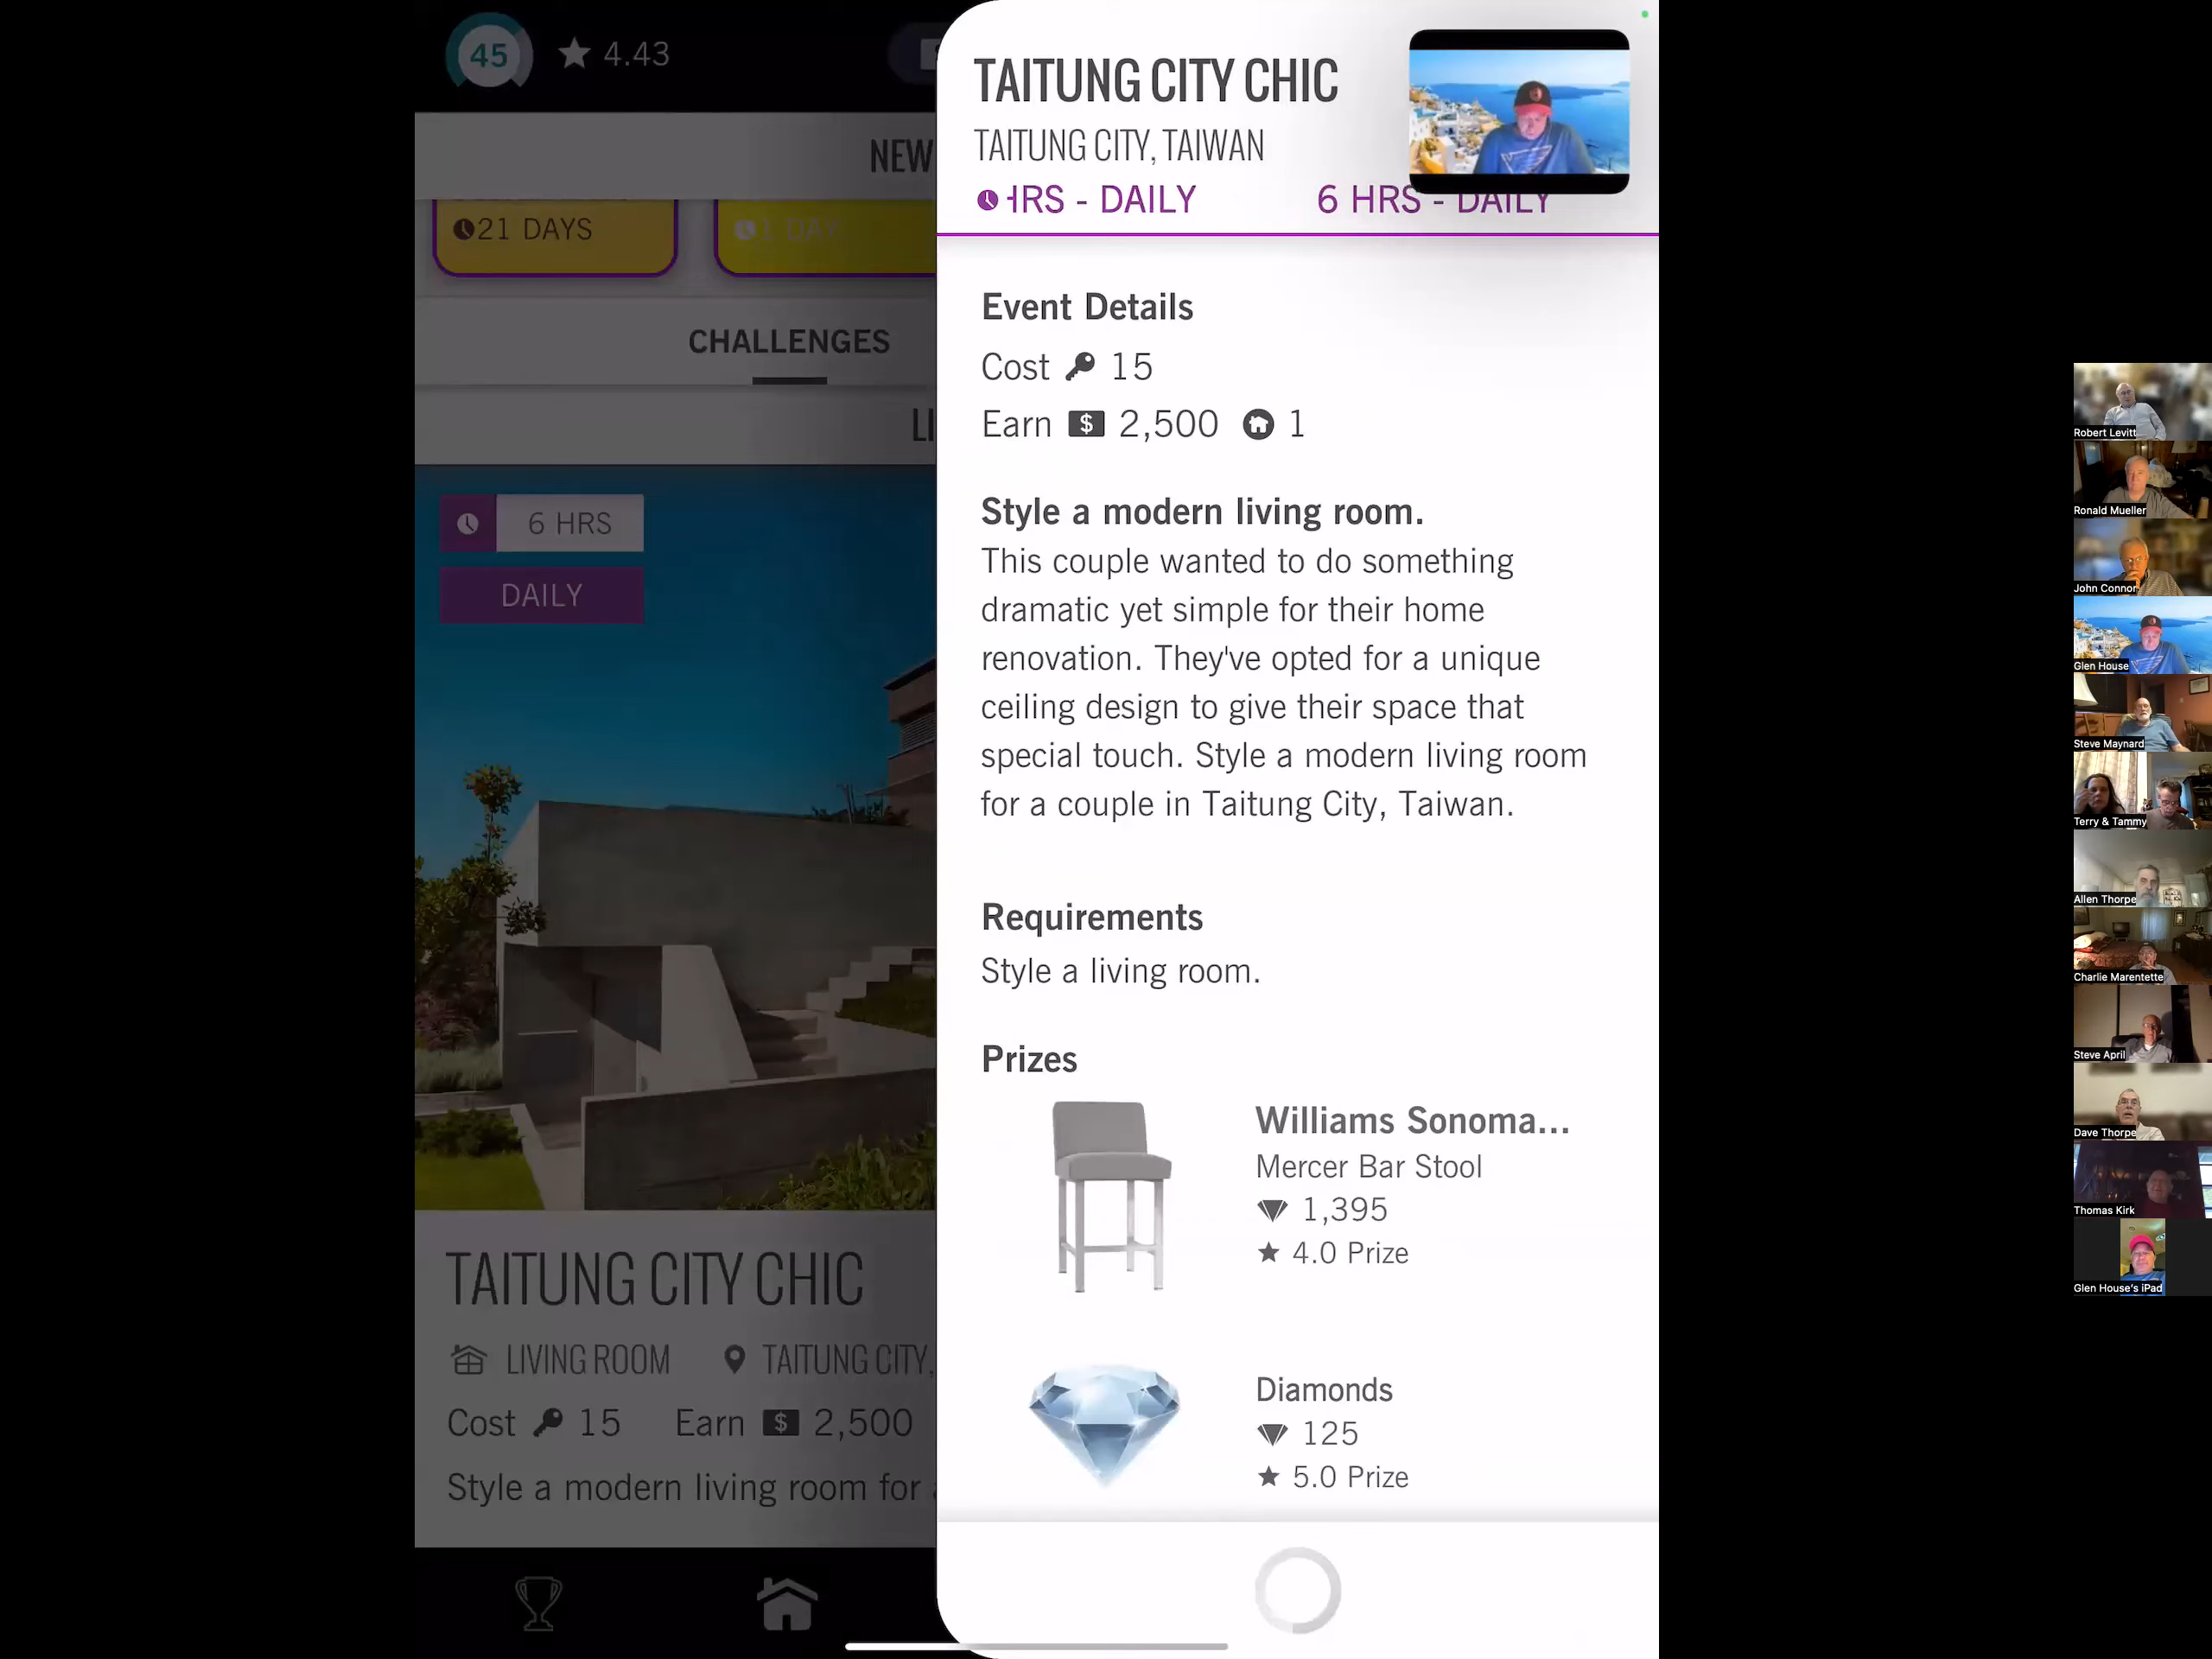 45
4.43
NEW
21 DAYS
1 DAY
CHALLENGES
6 HRS
DAILY
TAITUNG CITY CHIC
LIVING ROOM
TAITUNG CITY,
Cost 15 Earn $ 2,500
Style a modern living room for
TAITUNG CITY CHIC
TAITUNG CITY, TAIWAN
HRS - DAILY 6 HRS - DAILY
Event Details
Cost 15
Earn $ 2,500 1
Style a modern living room.
This couple wanted to do something
dramatic yet simple for their home
renovation. They've opted for a unique
ceiling design to give their space that
special touch. Style a modern living room
for a couple in Taitung City, Taiwan.
Requirements
Style a living room.
Prizes
Williams Sonoma...
Mercer Bar Stool
1,395
4.0 Prize
Diamonds
125
5.0 Prize
Robert Levitt
Ronald Mueller
John Connor
Glen House
Steve Maynard
Terry & Tammy
Allen Thorpe
Charlie Marentette
Steve April
Dave Thorpe
Thomas Kirk
Glen House's iPad